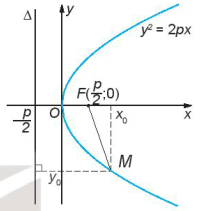 Δ
y
y² = 2px
F(p/2;0)
-p/2
O
x₀
x
M
y₀